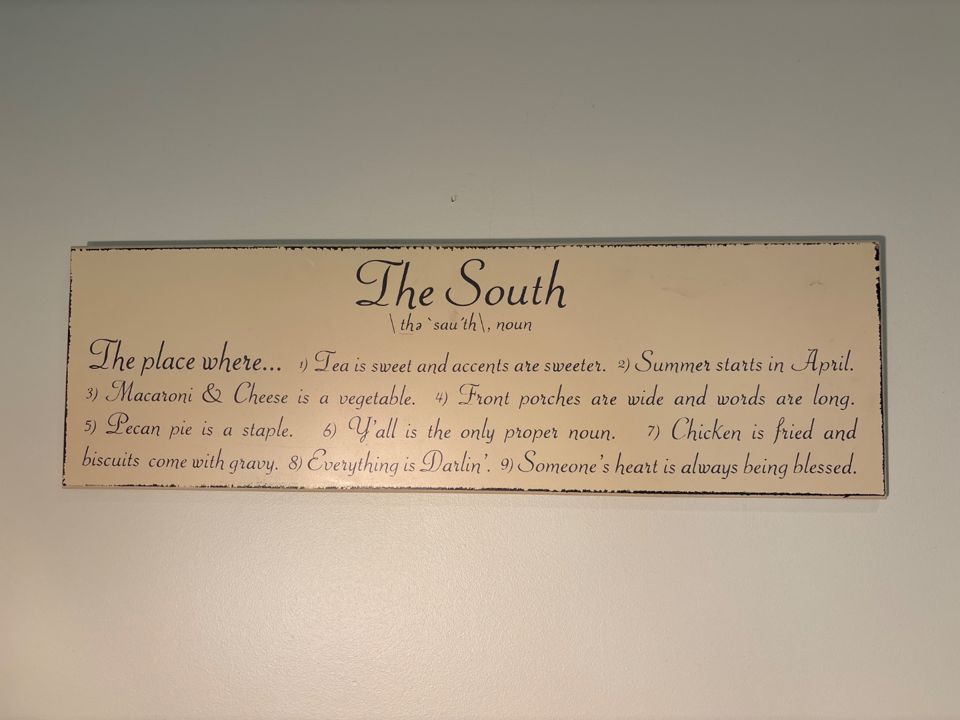 The South
\ thə `sau´th\, noun
The place where... 1) Tea is sweet and accents are sweeter. 2) Summer starts in April.
3) Macaroni & Cheese is a vegetable. 4) Front porches are wide and words are long.
5) Pecan pie is a staple. 6) Y'all is the only proper noun. 7) Chicken is fried and
biscuits come with gravy. 8) Everything is Darlin'. 9) Someone's heart is always being blessed.